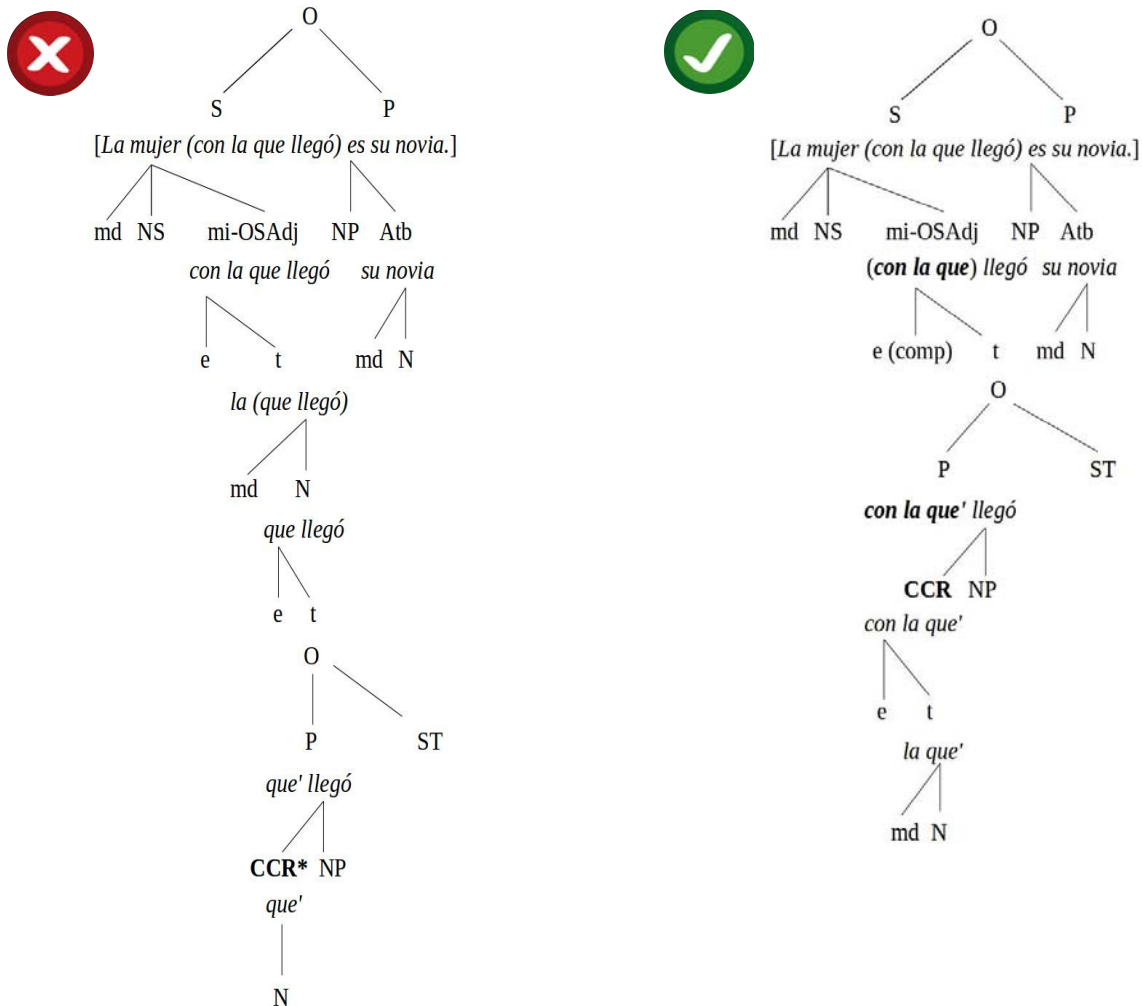 O
S P
[La mujer (con la que llegó) es su novia.]
md NS mi-OSAdj NP Atb
con la que llegó su novia
e t md N
la (que llegó)
md N
que llegó
e t
O
P ST
que' llegó
CCR* NP
que'
N
O
S P
[La mujer (con la que llegó) es su novia.]
md NS mi-OSAdj NP Atb
(con la que) llegó su novia
e (comp) t md N
O
P ST
con la que' llegó
CCR NP
con la que'
e t
la que'
md N